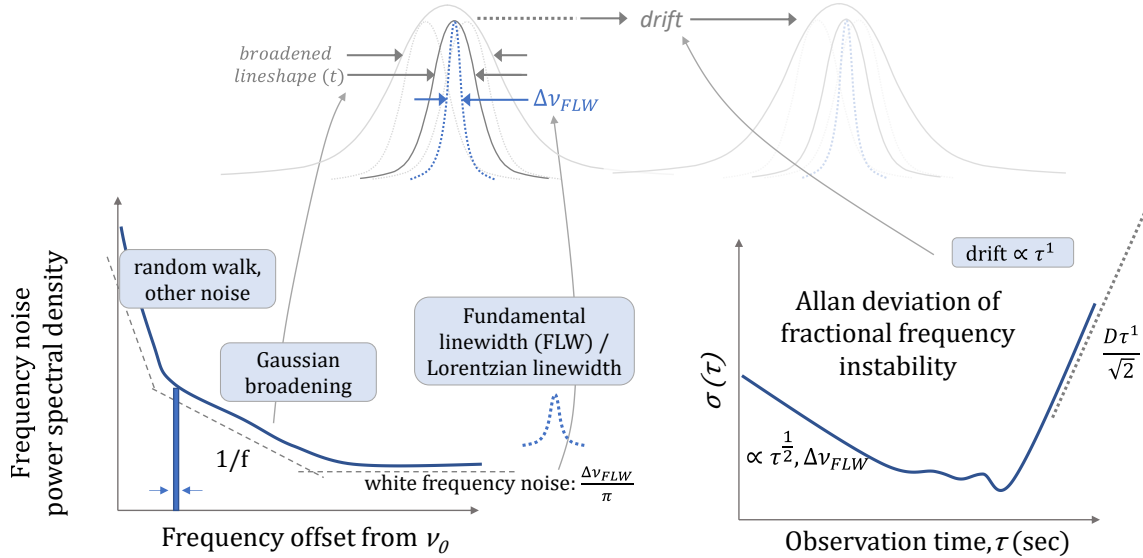 drift
broadened
lineshape (t)
Δν_FLW
random walk,
other noise
Gaussian
broadening
Fundamental
linewidth (FLW) /
Lorentzian linewidth
1/f
white frequency noise: Δν_FLW/π
Frequency noise
power spectral density
Frequency offset from ν_0
drift ∝ τ^1
Allan deviation of
fractional frequency
instability
Dτ^1/√2
σ(τ)
∝ τ^(1/2), Δν_FLW
Observation time, τ (sec)